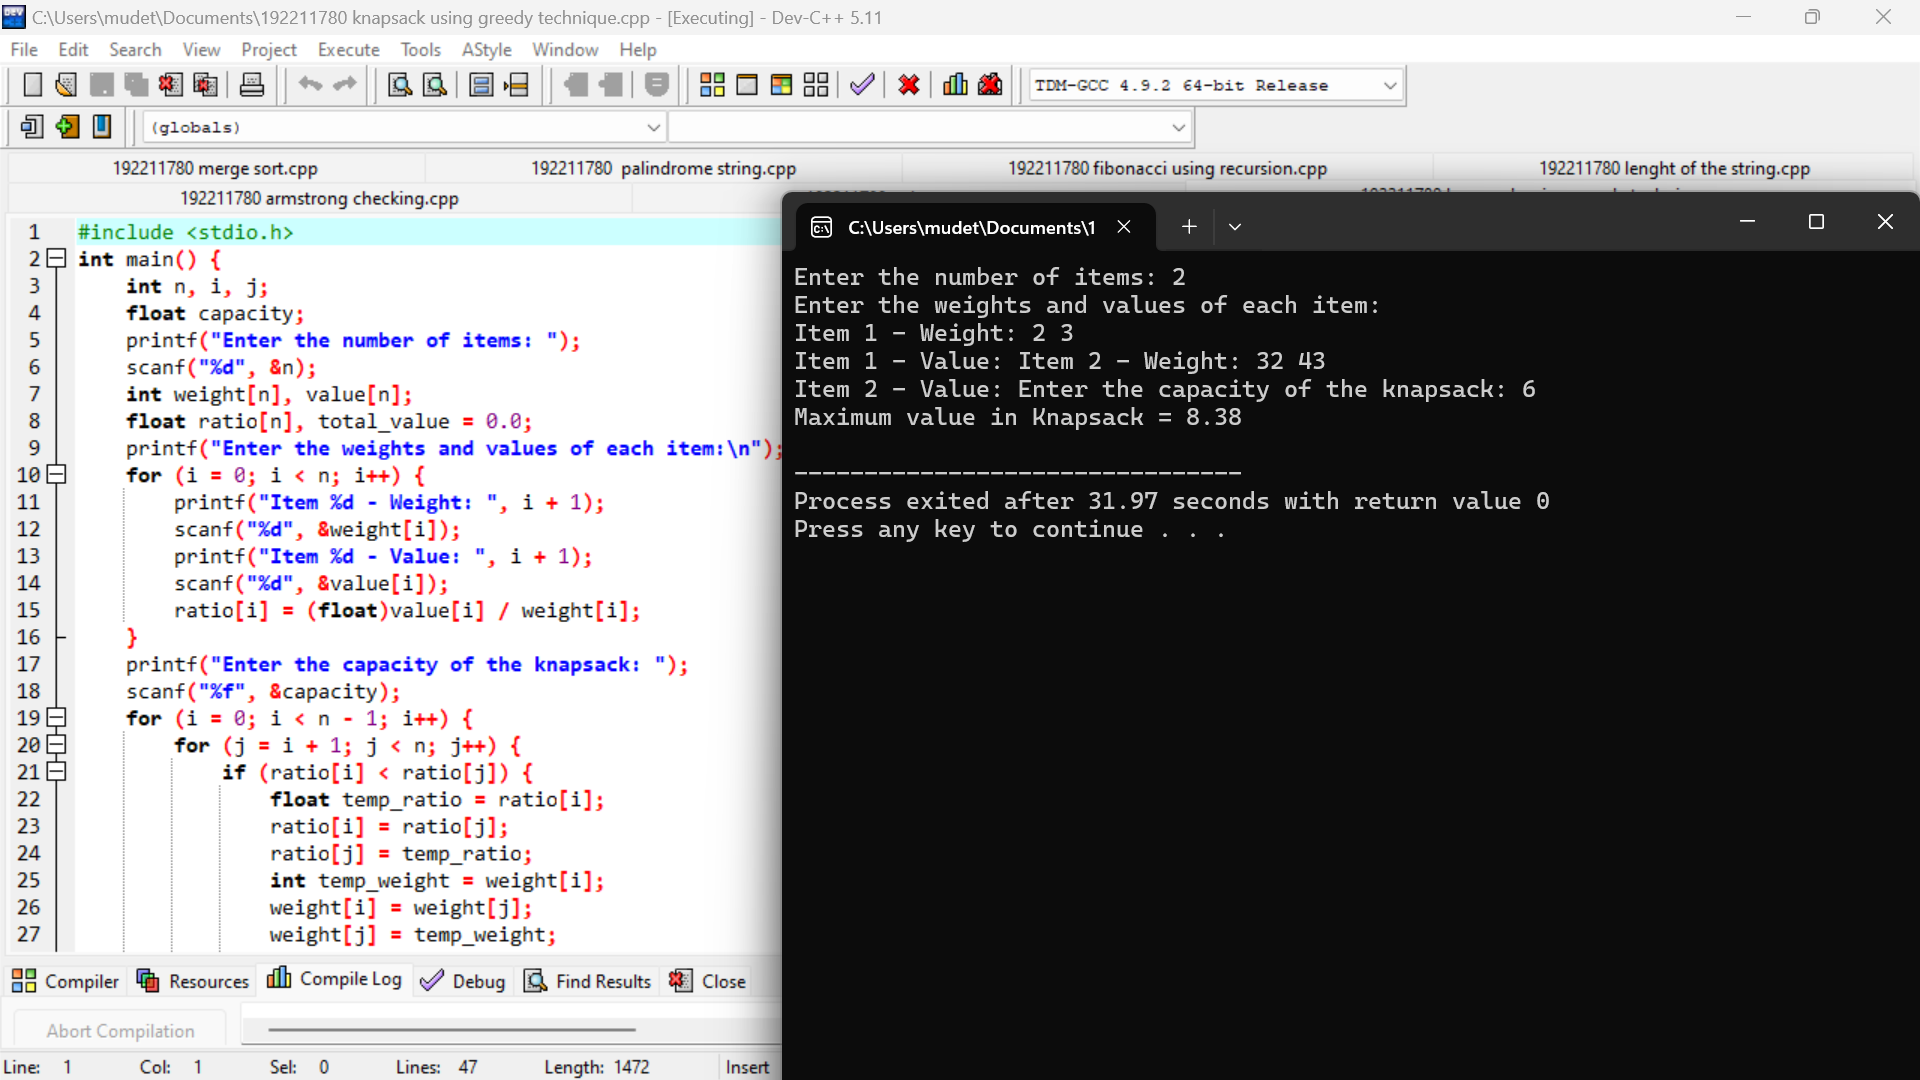 C:\Users\mudet\Documents\192211780 knapsack using greedy technique.cpp - [Executing] - Dev-C++ 5.11
File Edit Search View Project Execute Tools AStyle Window Help
TDM-GCC 4.9.2 64-bit Release
(globals)
192211780 merge sort.cpp 192211780 palindrome string.cpp 192211780 fibonacci using recursion.cpp 192211780 lenght of the string.cpp
192211780 armstrong checking.cpp
1 #include <stdio.h>
2 int main() {
3 int n, i, j;
4 float capacity;
5 printf("Enter the number of items: ");
6 scanf("%d", &n);
7 int weight[n], value[n];
8 float ratio[n], total_value = 0.0;
9 printf("Enter the weights and values of each item:\n");
10 for (i = 0; i < n; i++) {
11 printf("Item %d - Weight: ", i + 1);
12 scanf("%d", &weight[i]);
13 printf("Item %d - Value: ", i + 1);
14 scanf("%d", &value[i]);
15 ratio[i] = (float)value[i] / weight[i];
16 }
17 printf("Enter the capacity of the knapsack: ");
18 scanf("%f", &capacity);
19 for (i = 0; i < n - 1; i++) {
20 for (j = i + 1; j < n; j++) {
21 if (ratio[i] < ratio[j]) {
22 float temp_ratio = ratio[i];
23 ratio[i] = ratio[j];
24 ratio[j] = temp_ratio;
25 int temp_weight = weight[i];
26 weight[i] = weight[j];
27 weight[j] = temp_weight;
Compiler Resources Compile Log Debug Find Results Close
Abort Compilation
Line: 1 Col: 1 Sel: 0 Lines: 47 Length: 1472 Insert
C:\Users\mudet\Documents\1
Enter the number of items: 2
Enter the weights and values of each item:
Item 1 - Weight: 2 3
Item 1 - Value: Item 2 - Weight: 32 43
Item 2 - Value: Enter the capacity of the knapsack: 6
Maximum value in Knapsack = 8.38
--------------------------------
Process exited after 31.97 seconds with return value 0
Press any key to continue . . .